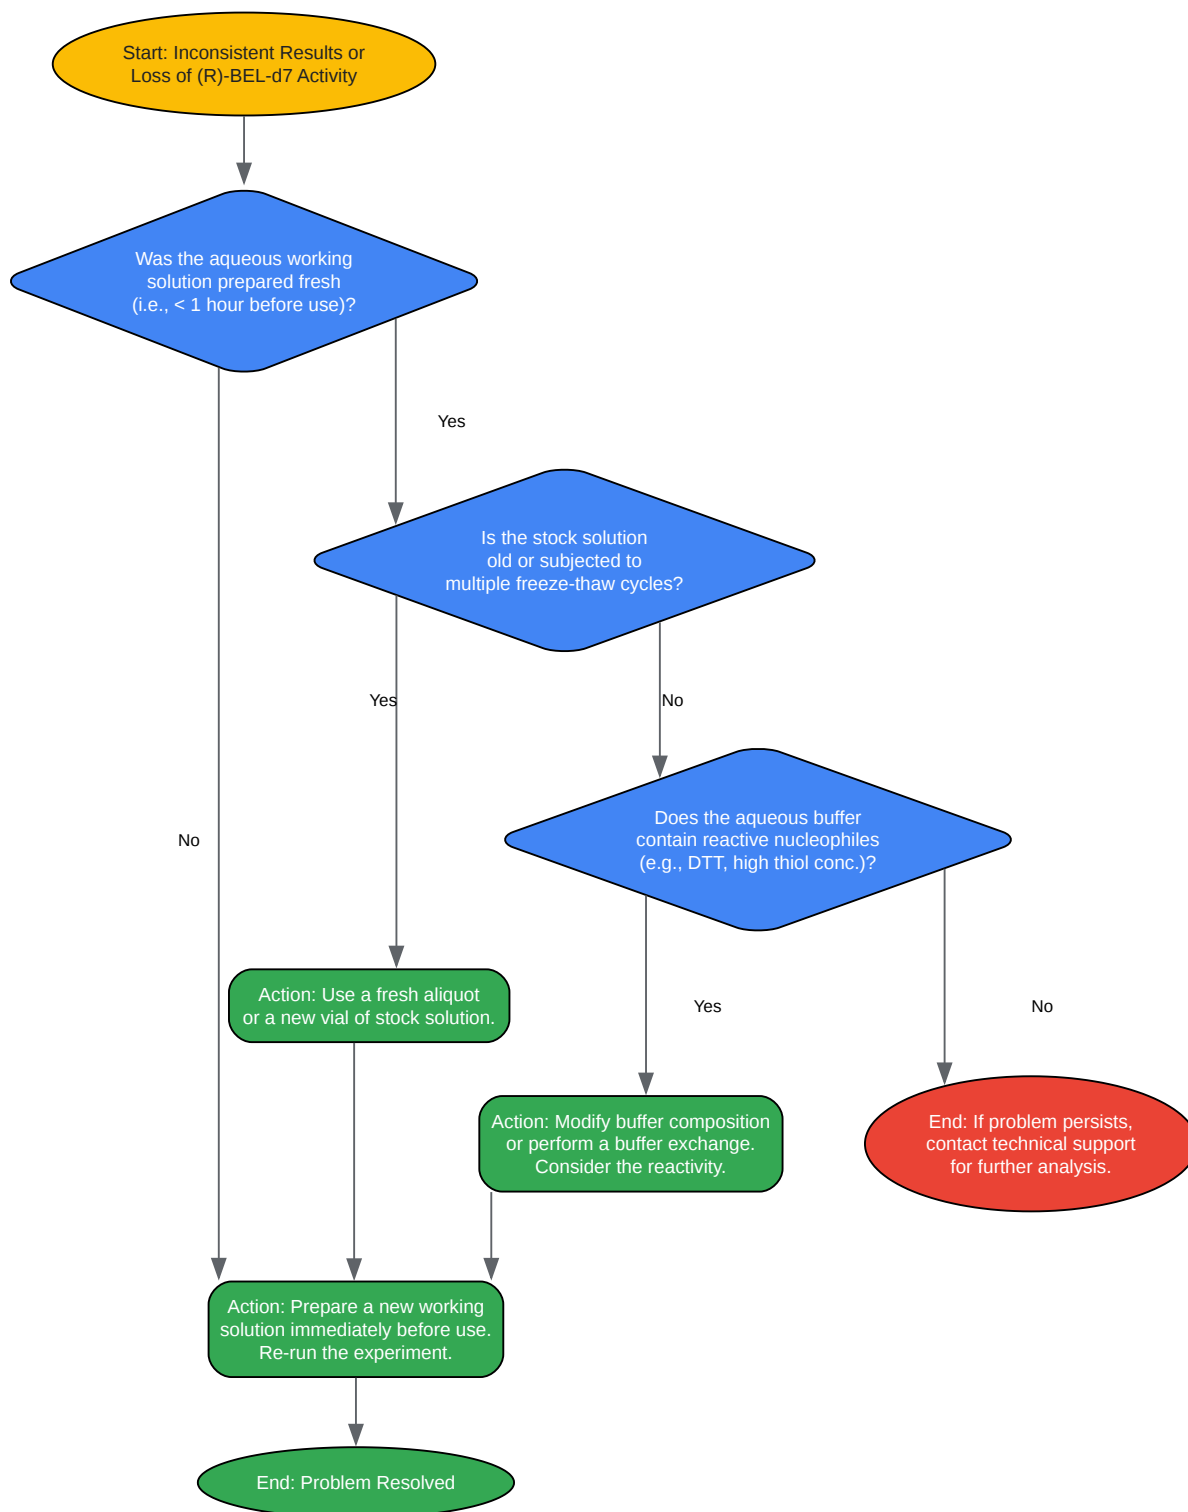 Start: Inconsistent Results or
Loss of (R)-BEL-d7 Activity
Was the aqueous working
solution prepared fresh
(i.e., < 1 hour before use)?
Yes
Is the stock solution
old or subjected to
multiple freeze-thaw cycles?
Yes
No
Does the aqueous buffer
contain reactive nucleophiles
(e.g., DTT, high thiol conc.)?
No
Action: Use a fresh aliquot
or a new vial of stock solution.
Yes
No
Action: Modify buffer composition
or perform a buffer exchange.
Consider the reactivity.
End: If problem persists,
contact technical support
for further analysis.
Action: Prepare a new working
solution immediately before use.
Re-run the experiment.
End: Problem Resolved